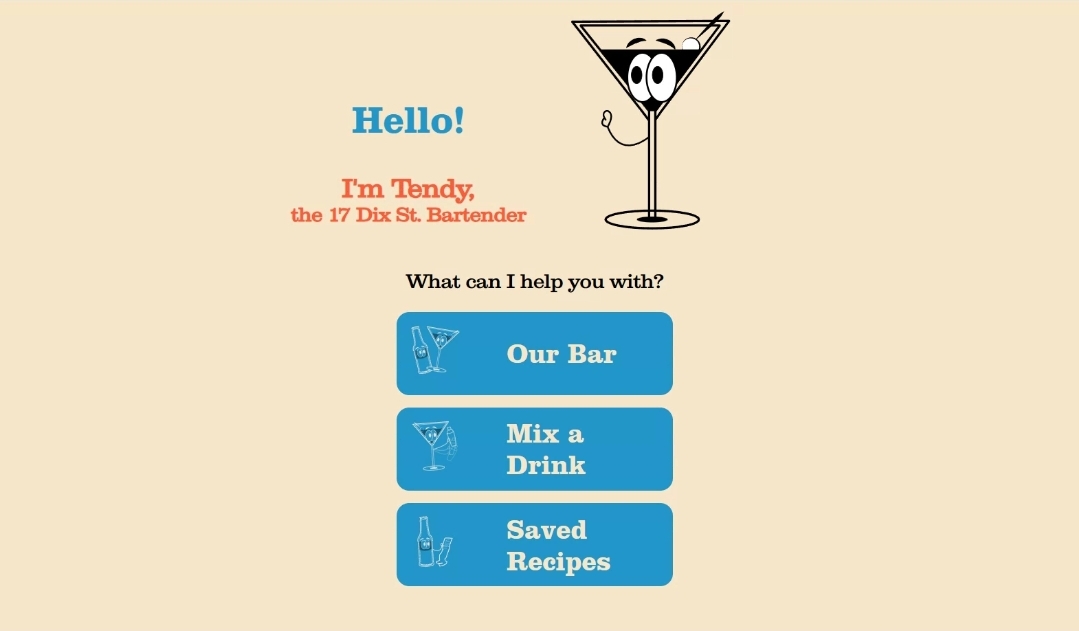 Hello!
I'm Tendy,
the 17 Dix St. Bartender
What can I help you with?
Our Bar
Mix a
Drink
Saved
Recipes